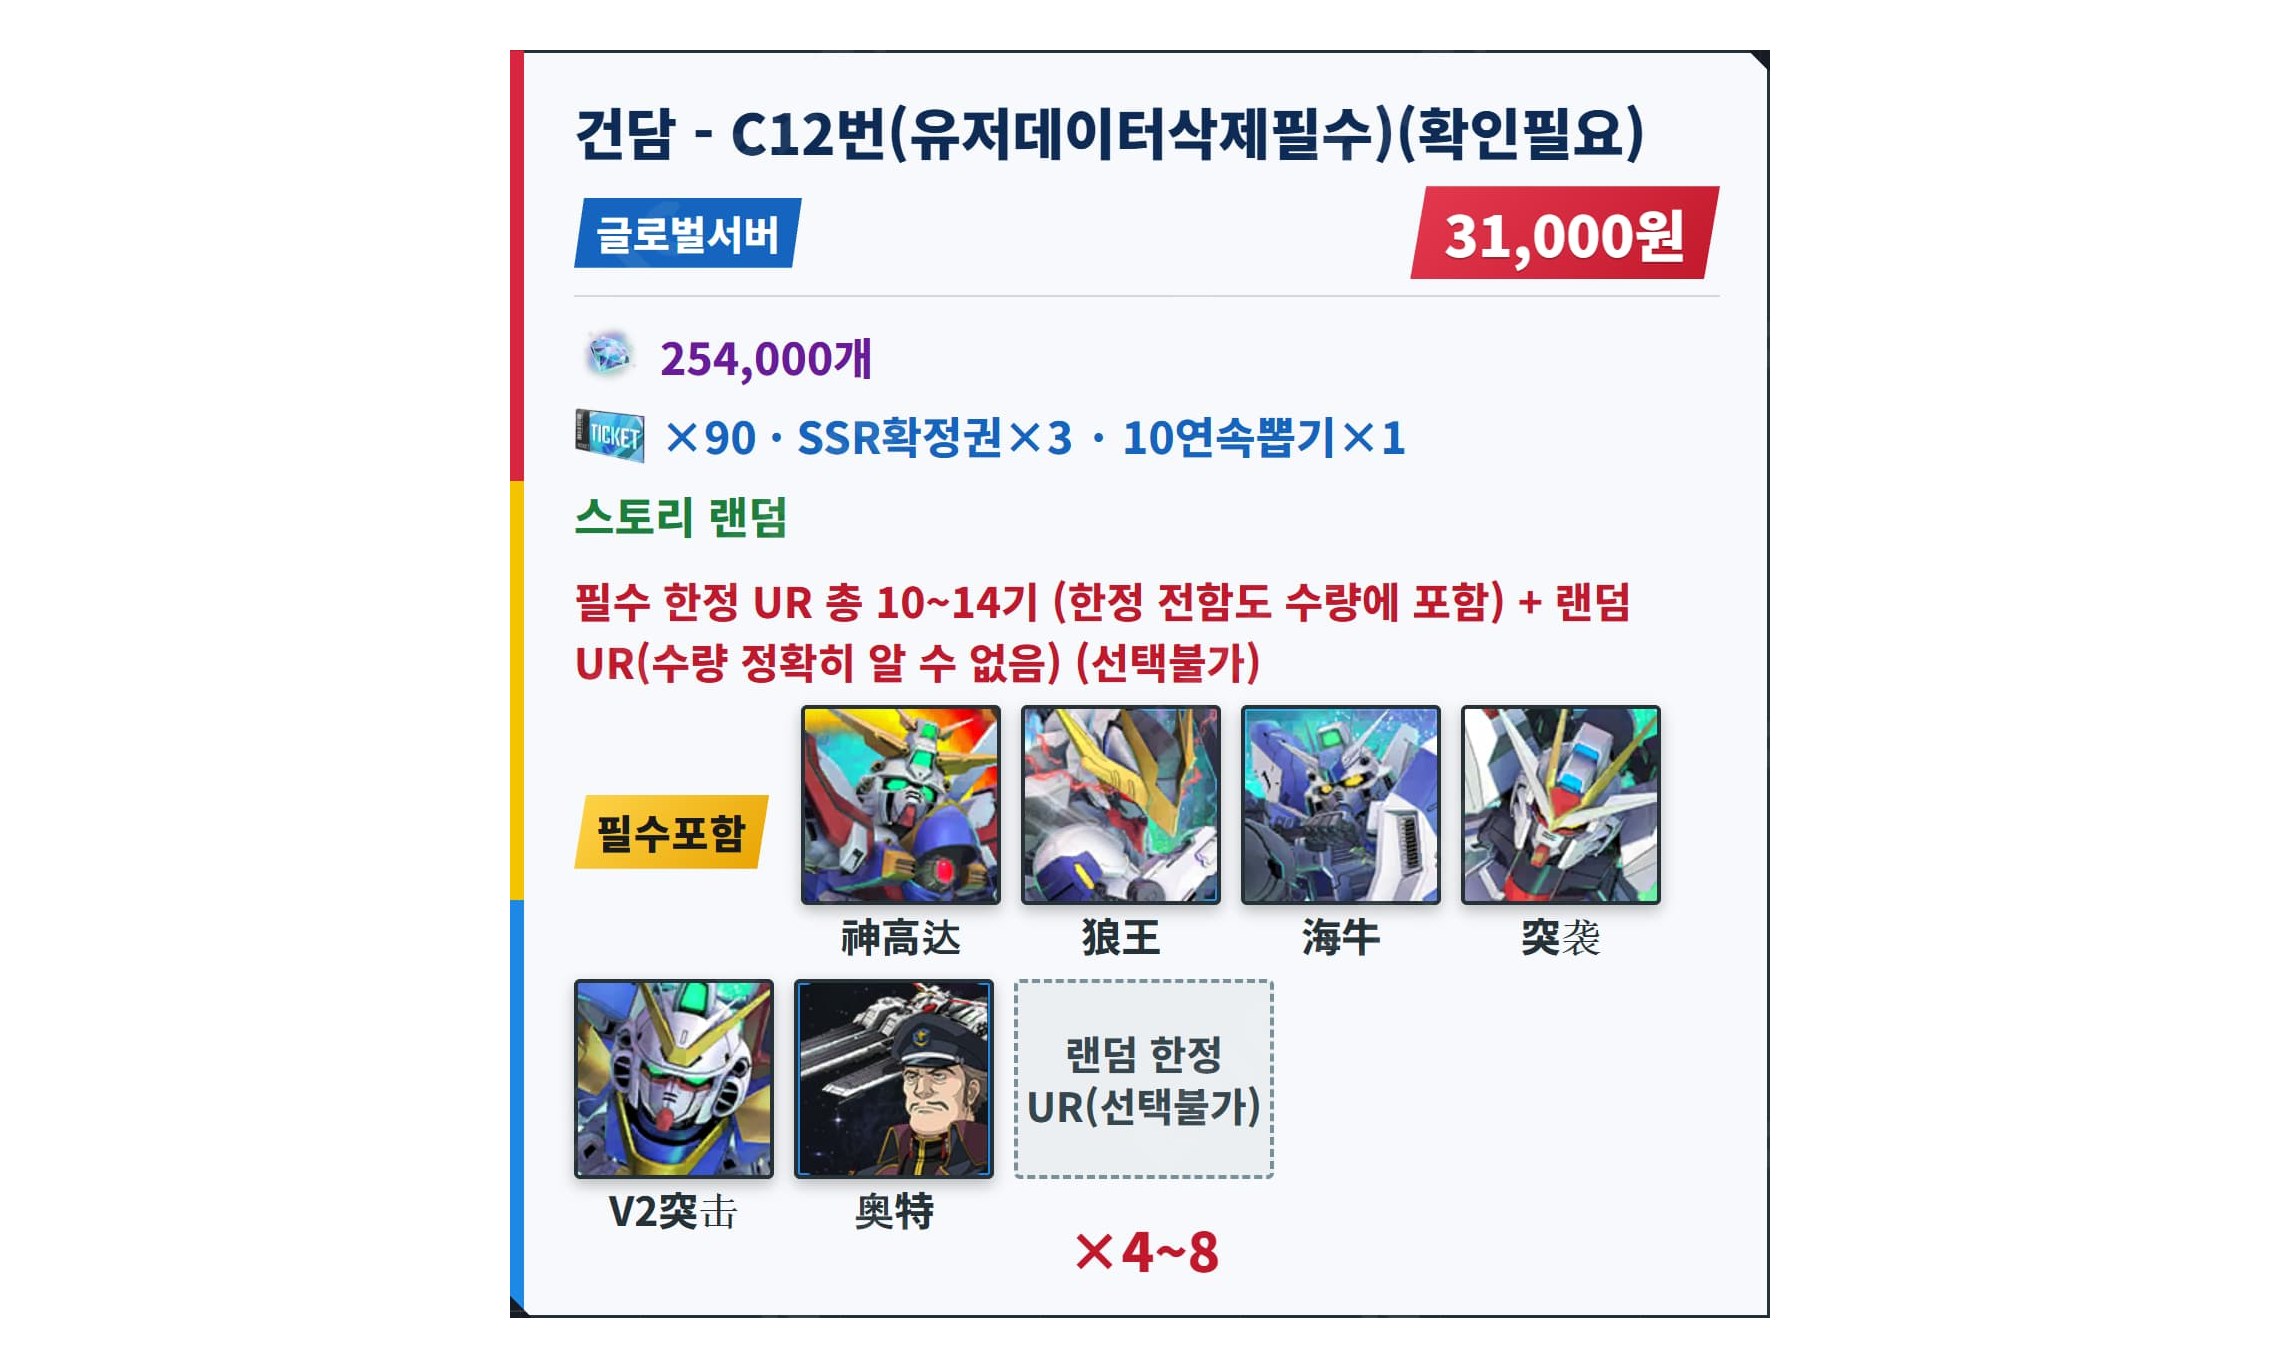 건담 - C12번(유저데이터삭제필수)(확인필요)
글로벌서버
31,000원
254,000개
TICKET ×90 · SSR확정권×3 · 10연속뽑기×1
스토리 랜덤
필수 한정 UR 총 10~14기 (한정 전함도 수량에 포함) + 랜덤
UR(수량 정확히 알 수 없음) (선택불가)
필수포함
神高达 狼王 海牛 突袭
랜덤 한정
UR(선택불가)
V2突击 奥特
×4~8